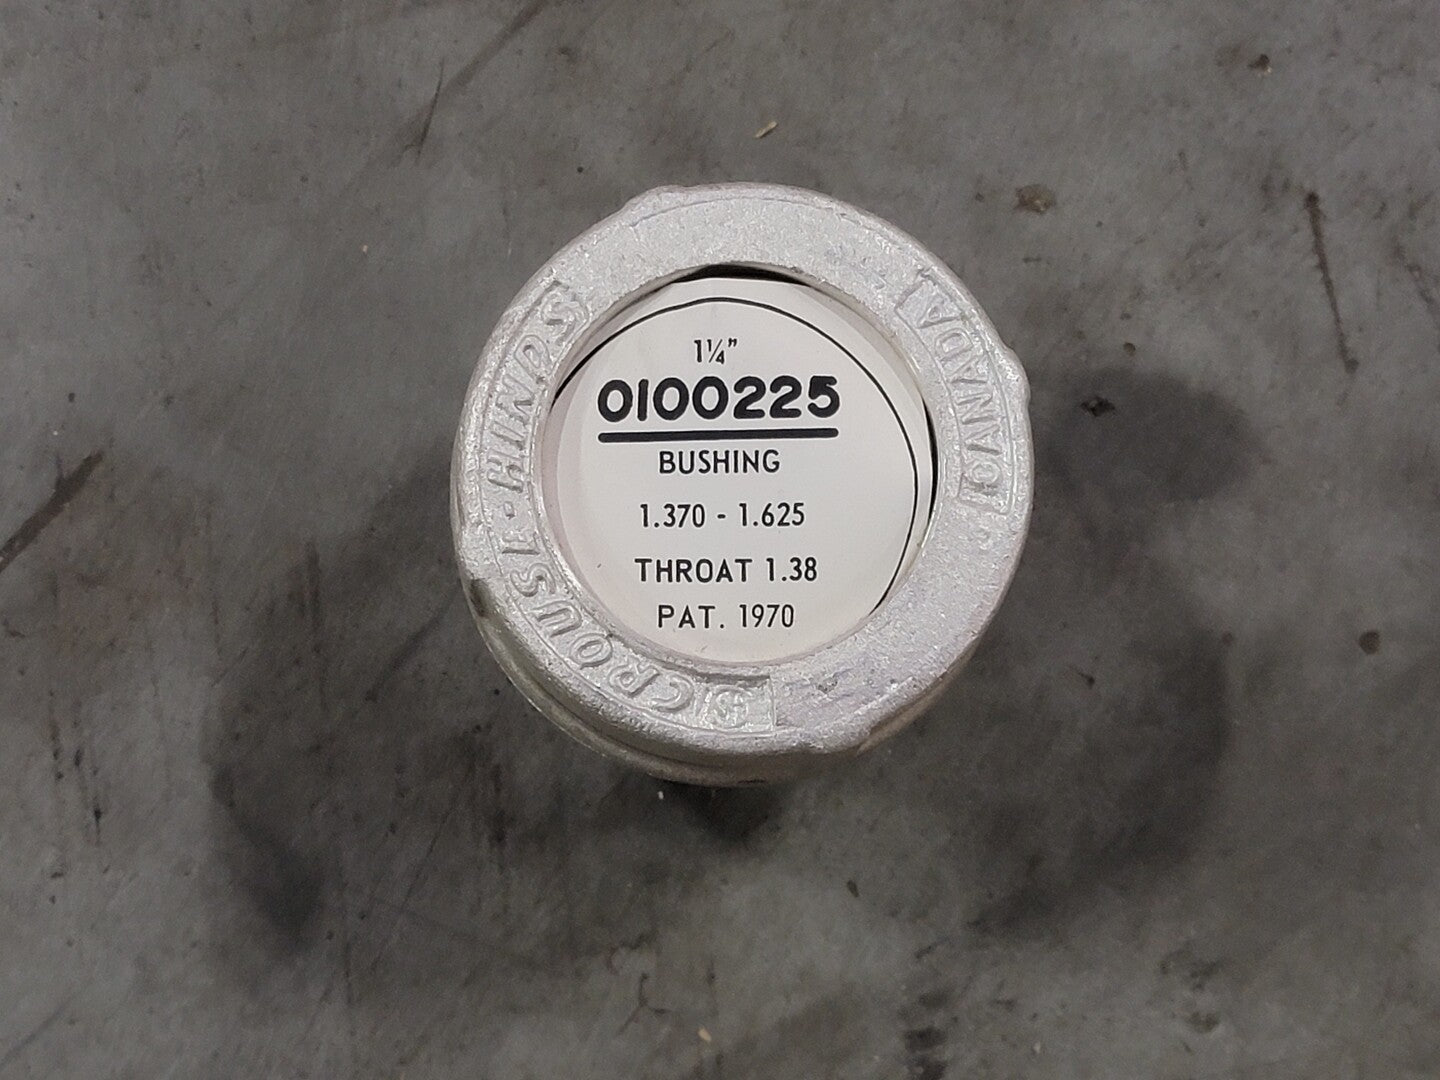 1¼"
0100225
BUSHING
1.370 - 1.625
THROAT 1.38
PAT. 1970
CROUSE-HINDS
CANADA